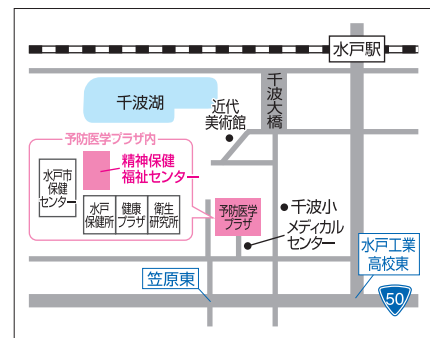 水戸駅
千波湖
千波大橋
近代
美術館
予防医学プラザ内
精神保健
福祉センター
水戸市
保健
センター
水戸
保健所
健康
プラザ
衛生
研究所
予防医学
プラザ
千波小
メディカル
センター
水戸工業
高校東
笠原東
50